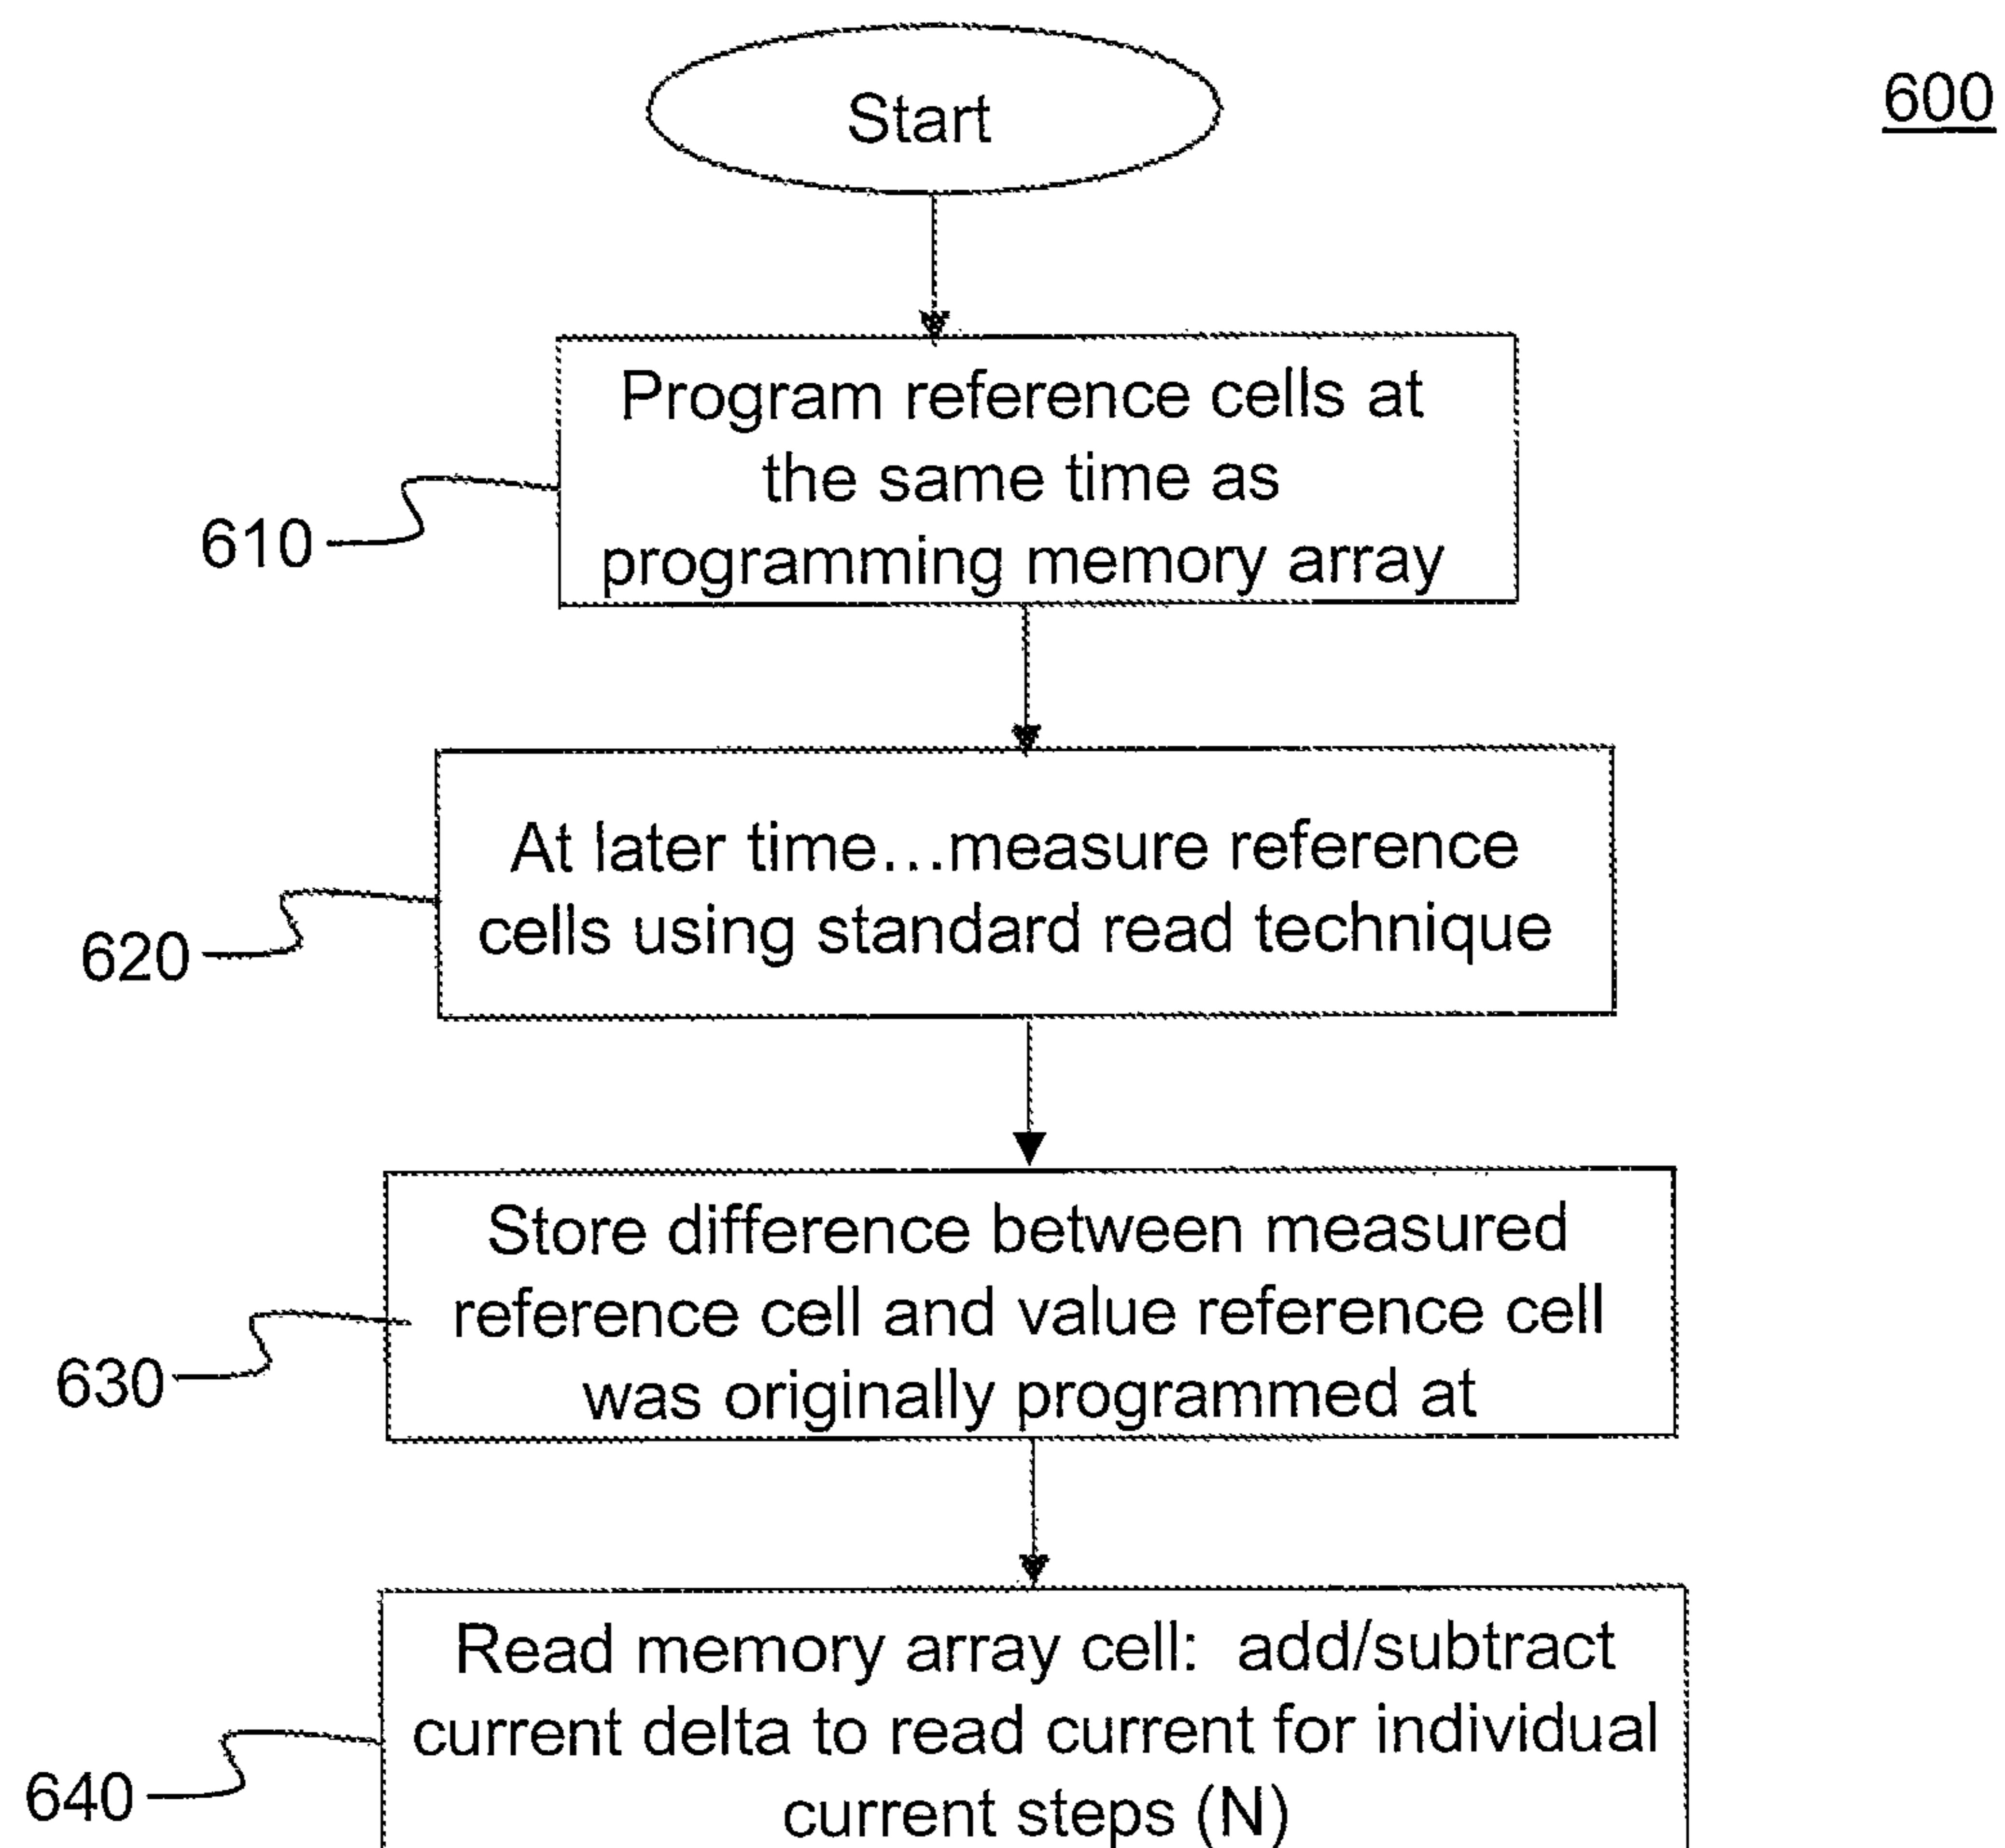 Start
600
Program reference cells at
the same time as
programming memory array
610
At later time...measure reference
cells using standard read technique
620
Store difference between measured
reference cell and value reference cell
was originally programmed at
630
Read memory array cell:  add/subtract
current delta to read current for individual
current steps (N)
640